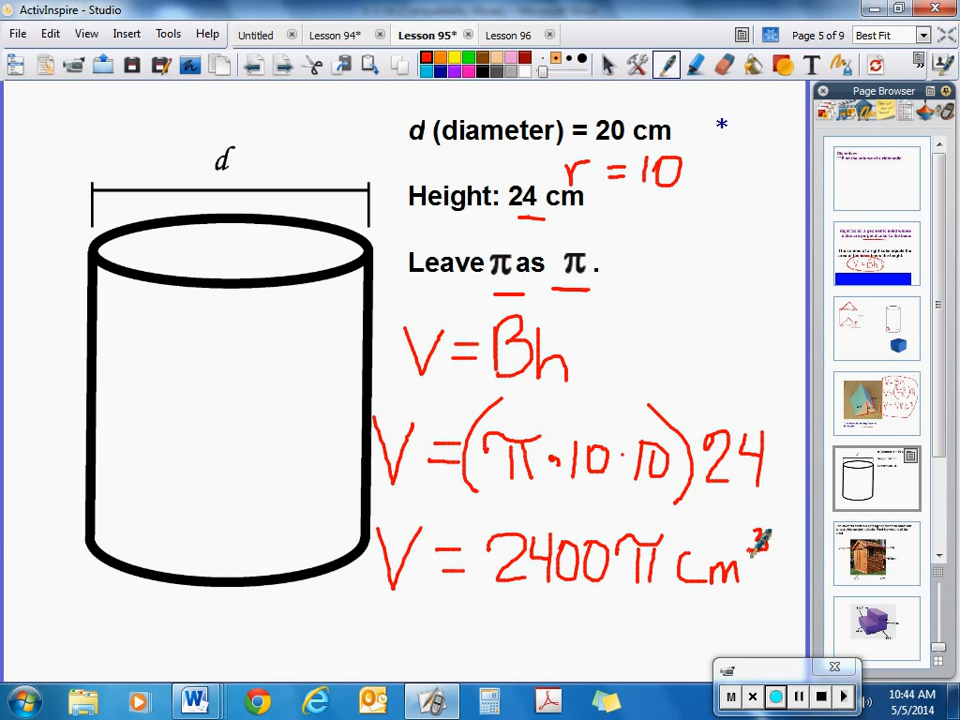 ActivInspire - Studio
File Edit View Insert Tools Help Untitled Lesson 94* Lesson 95* Lesson 96 Page 5 of 9 Best Fit
Page Browser
d
d (diameter) = 20 cm *
r = 10
Height: 24 cm
Leave π as π .
V = Bh
V = (π · 10 · 10) 24
V = 2400π cm³
V = Bh
M
10:44 AM
5/5/2014